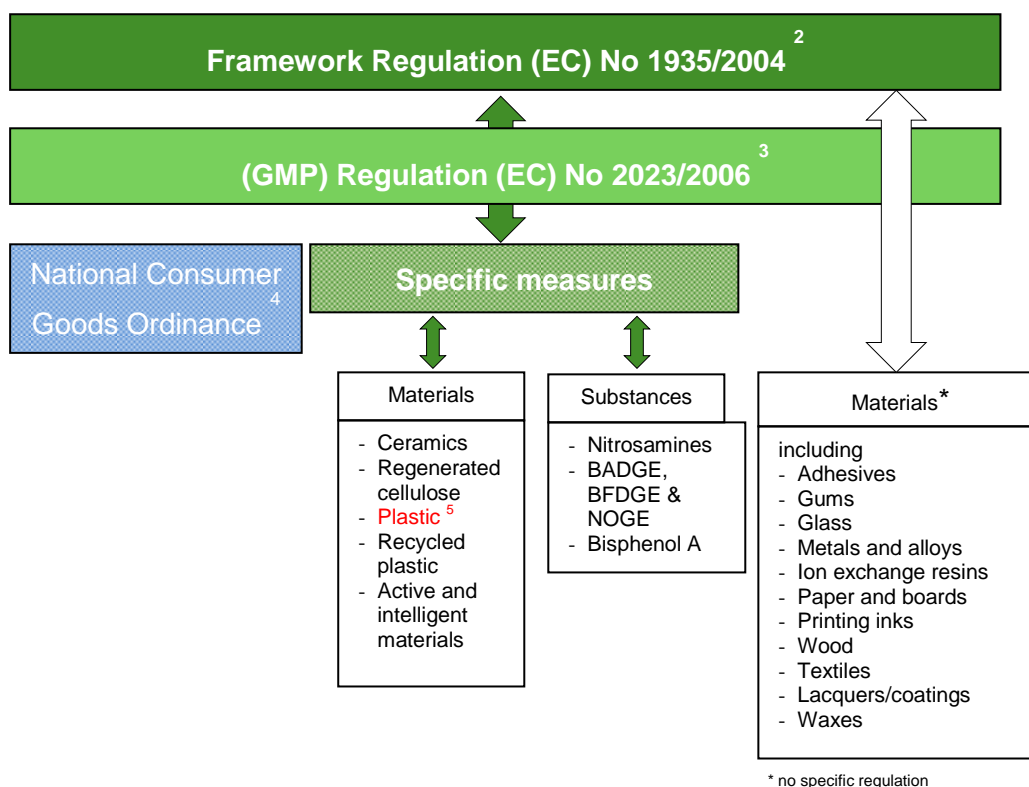 Framework Regulation (EC) No 1935/2004 2
(GMP) Regulation (EC) No 2023/2006 3
National Consumer
Goods Ordinance 4
Specific measures
Materials
- Ceramics
- Regenerated
cellulose
- Plastic 5
- Recycled
plastic
- Active and
intelligent
materials
Substances
- Nitrosamines
- BADGE,
BFDGE &
NOGE
- Bisphenol A
Materials*
including
- Adhesives
- Gums
- Glass
- Metals and alloys
- Ion exchange resins
- Paper and boards
- Printing inks
- Wood
- Textiles
- Lacquers/coatings
- Waxes
* no specific regulation